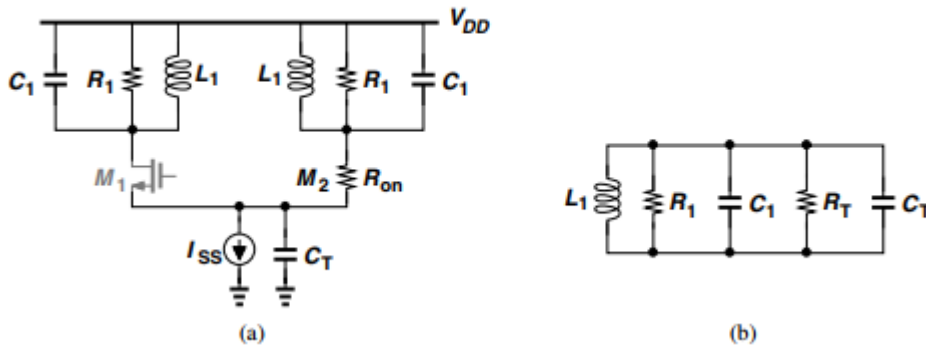 V_DD
C_1 R_1 L_1 L_1 R_1 C_1
M_1 M_2 R_on
I_SS C_T
L_1 R_1 C_1 R_T C_T
(a) (b)